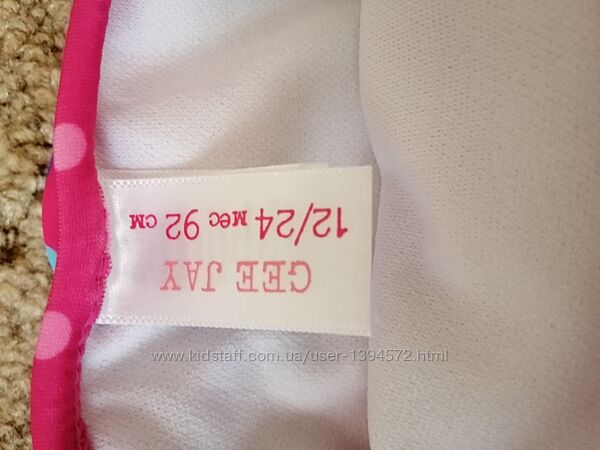 GEE JAY
12/24 мес 92 см
www.kidstaff.com.ua/user-1394572.html